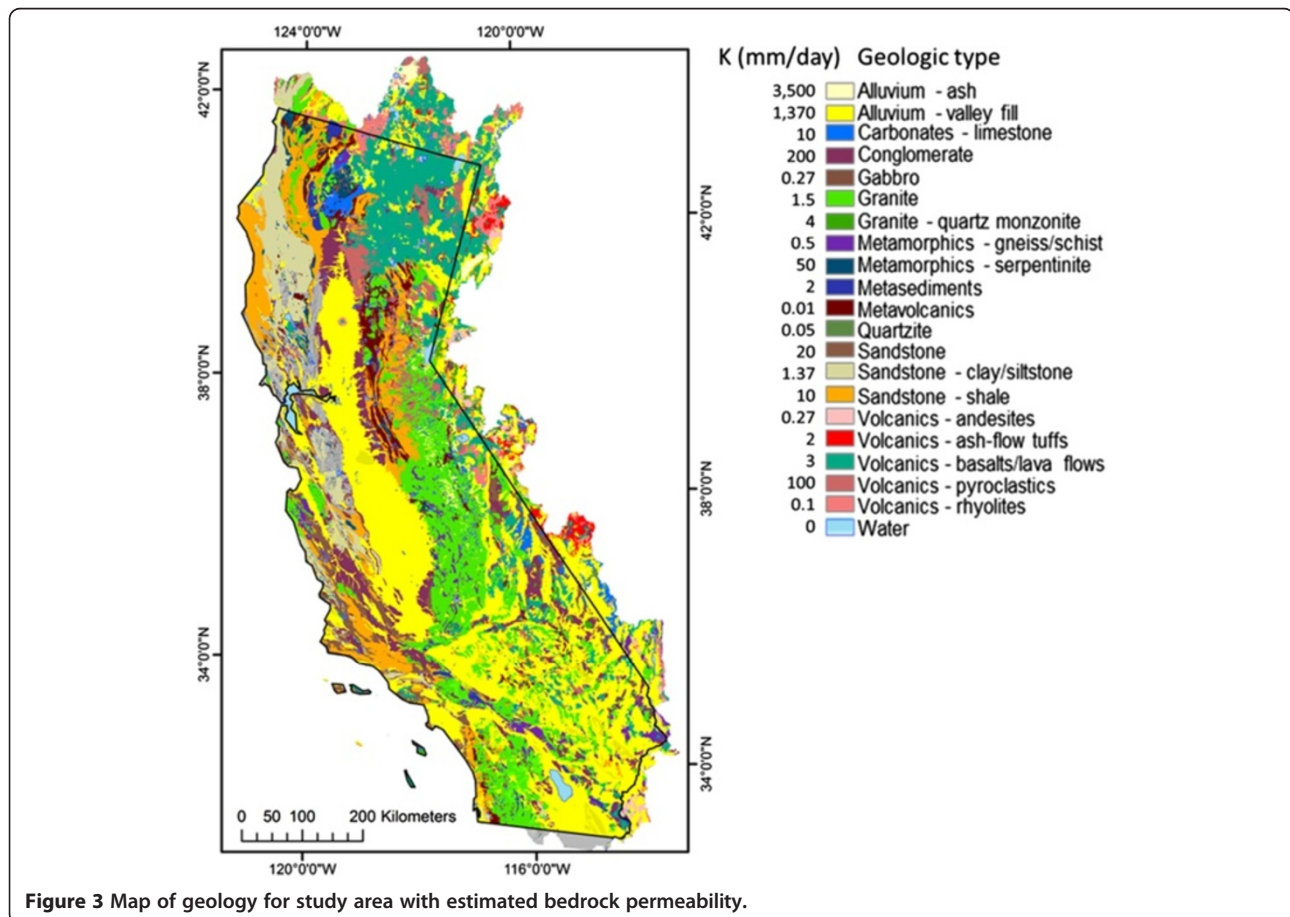 124°0'0"W
120°0'0"W
42°0'0"N
38°0'0"N
34°0'0"N
42°0'0"N
38°0'0"N
34°0'0"N
0 50 100 200 Kilometers
120°0'0"W
116°0'0"W
K (mm/day) Geologic type
3,500 Alluvium - ash
1,370 Alluvium - valley fill
10 Carbonates - limestone
200 Conglomerate
0.27 Gabbro
1.5 Granite
4 Granite - quartz monzonite
0.5 Metamorphics - gneiss/schist
50 Metamorphics - serpentinite
2 Metasediments
0.01 Metavolcanics
0.05 Quartzite
20 Sandstone
1.37 Sandstone - clay/siltstone
10 Sandstone - shale
0.27 Volcanics - andesites
2 Volcanics - ash-flow tuffs
3 Volcanics - basalts/lava flows
100 Volcanics - pyroclastics
0.1 Volcanics - rhyolites
0 Water
Figure 3 Map of geology for study area with estimated bedrock permeability.